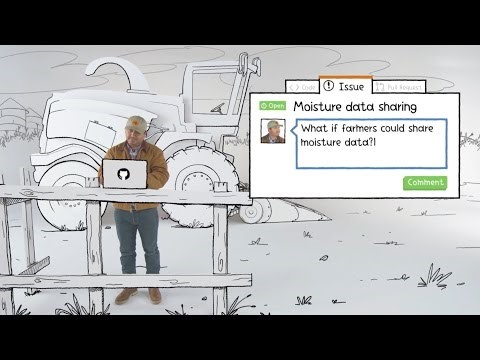 <> Code
Issue
Pull Request
Open
Moisture data sharing
What if farmers could share
moisture data?
Comment